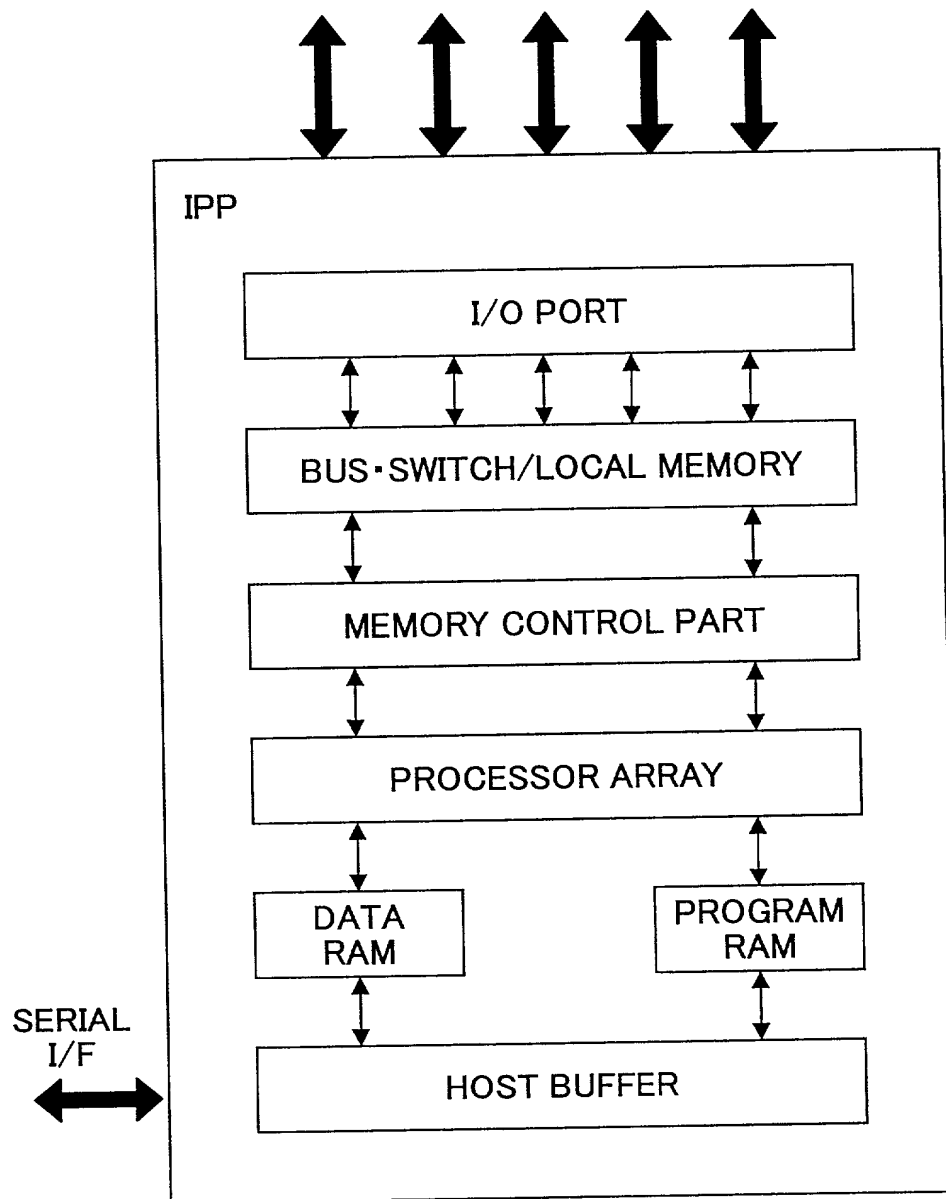 IPP
I/O PORT
BUS・SWITCH/LOCAL MEMORY
MEMORY CONTROL PART
PROCESSOR ARRAY
DATA
RAM
PROGRAM
RAM
SERIAL
I/F
HOST BUFFER